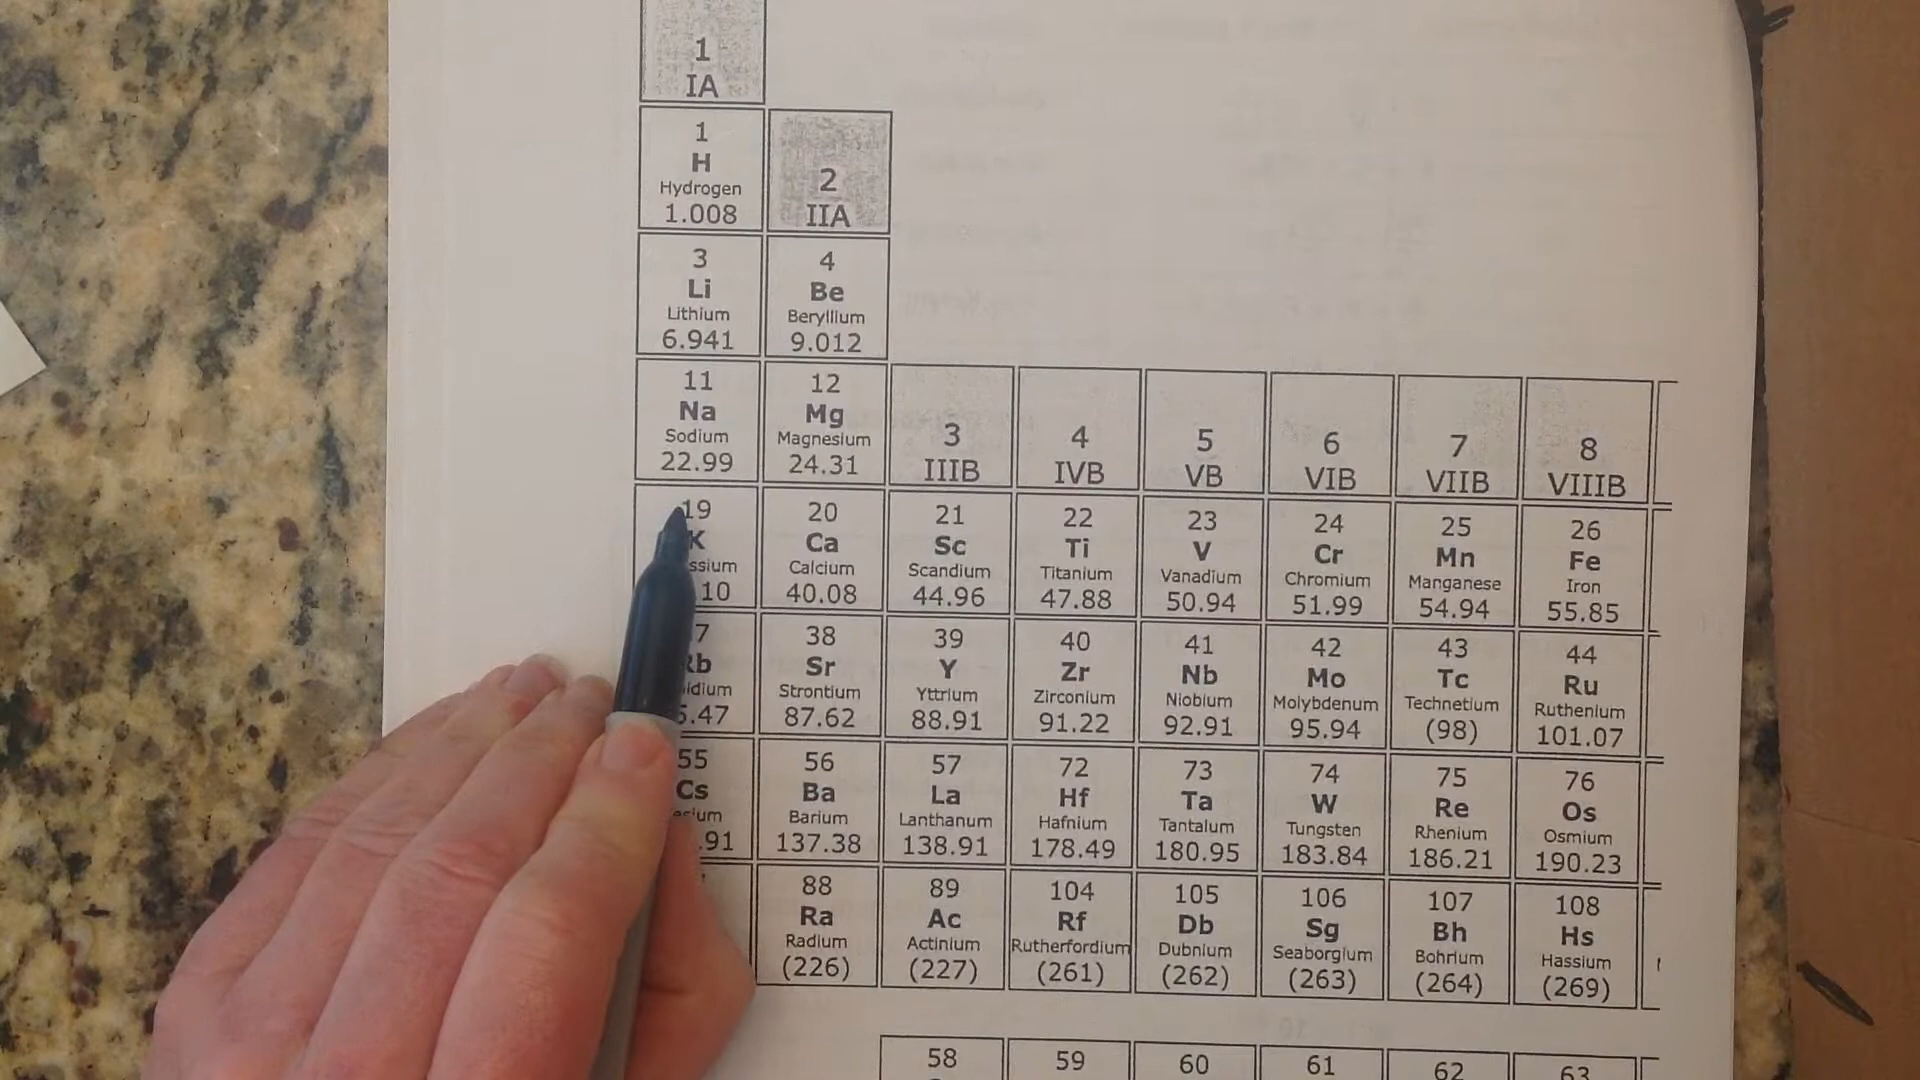 1
IA
1
H
Hydrogen
1.008
2
IIA
3
Li
Lithium
6.941
4
Be
Beryllium
9.012
11
Na
Sodium
22.99
12
Mg
Magnesium
24.31
3
IIIB
4
IVB
5
VB
6
VIB
7
VIIB
8
VIIIB
19
K
ssium
.10
20
Ca
Calcium
40.08
21
Sc
Scandium
44.96
22
Ti
Titanium
47.88
23
V
Vanadium
50.94
24
Cr
Chromium
51.99
25
Mn
Manganese
54.94
26
Fe
Iron
55.85
7
Rb
idium
5.47
38
Sr
Strontium
87.62
39
Y
Yttrium
88.91
40
Zr
Zirconium
91.22
41
Nb
Niobium
92.91
42
Mo
Molybdenum
95.94
43
Tc
Technetium
(98)
44
Ru
Ruthenium
101.07
55
Cs
.91
56
Ba
Barium
137.38
57
La
Lanthanum
138.91
72
Hf
Hafnium
178.49
73
Ta
Tantalum
180.95
74
W
Tungsten
183.84
75
Re
Rhenium
186.21
76
Os
Osmium
190.23
88
Ra
Radium
(226)
89
Ac
Actinium
(227)
104
Rf
Rutherfordium
(261)
105
Db
Dubnium
(262)
106
Sg
Seaborgium
(263)
107
Bh
Bohrium
(264)
108
Hs
Hassium
(269)
58
59
60
61
62
63